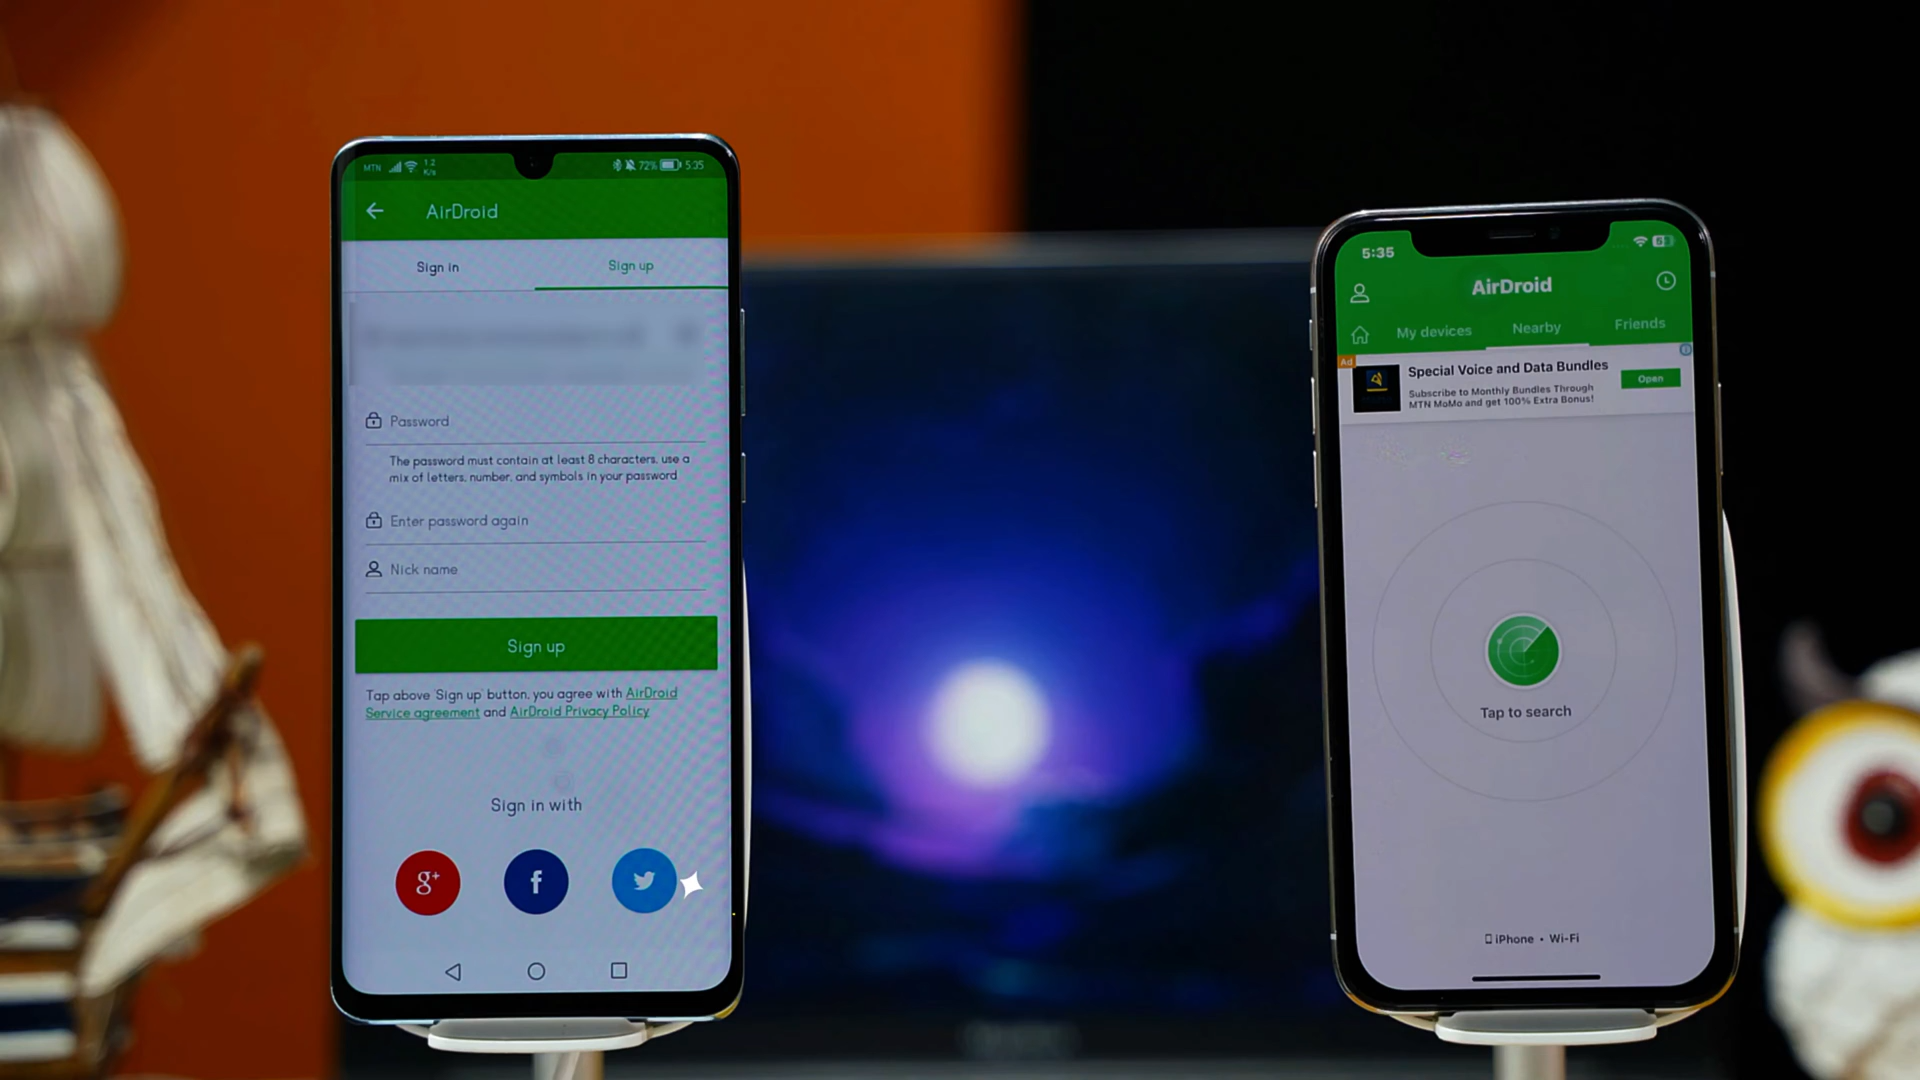 MTN 1.2 K/s 72% 5:35
AirDroid
Sign in Sign up
Password
The password must contain at least 8 characters, use a
mix of letters, number, and symbols in your password
Enter password again
Nick name
Sign up
Tap above 'Sign up' button, you agree with AirDroid
Service agreement and AirDroid Privacy Policy
Sign in with
g+ f
5:35
AirDroid
My devices Nearby Friends
Ad
Special Voice and Data Bundles
Subscribe to Monthly Bundles Through
MTN MoMo and get 100% Extra Bonus!
Open
Tap to search
iPhone • Wi-Fi